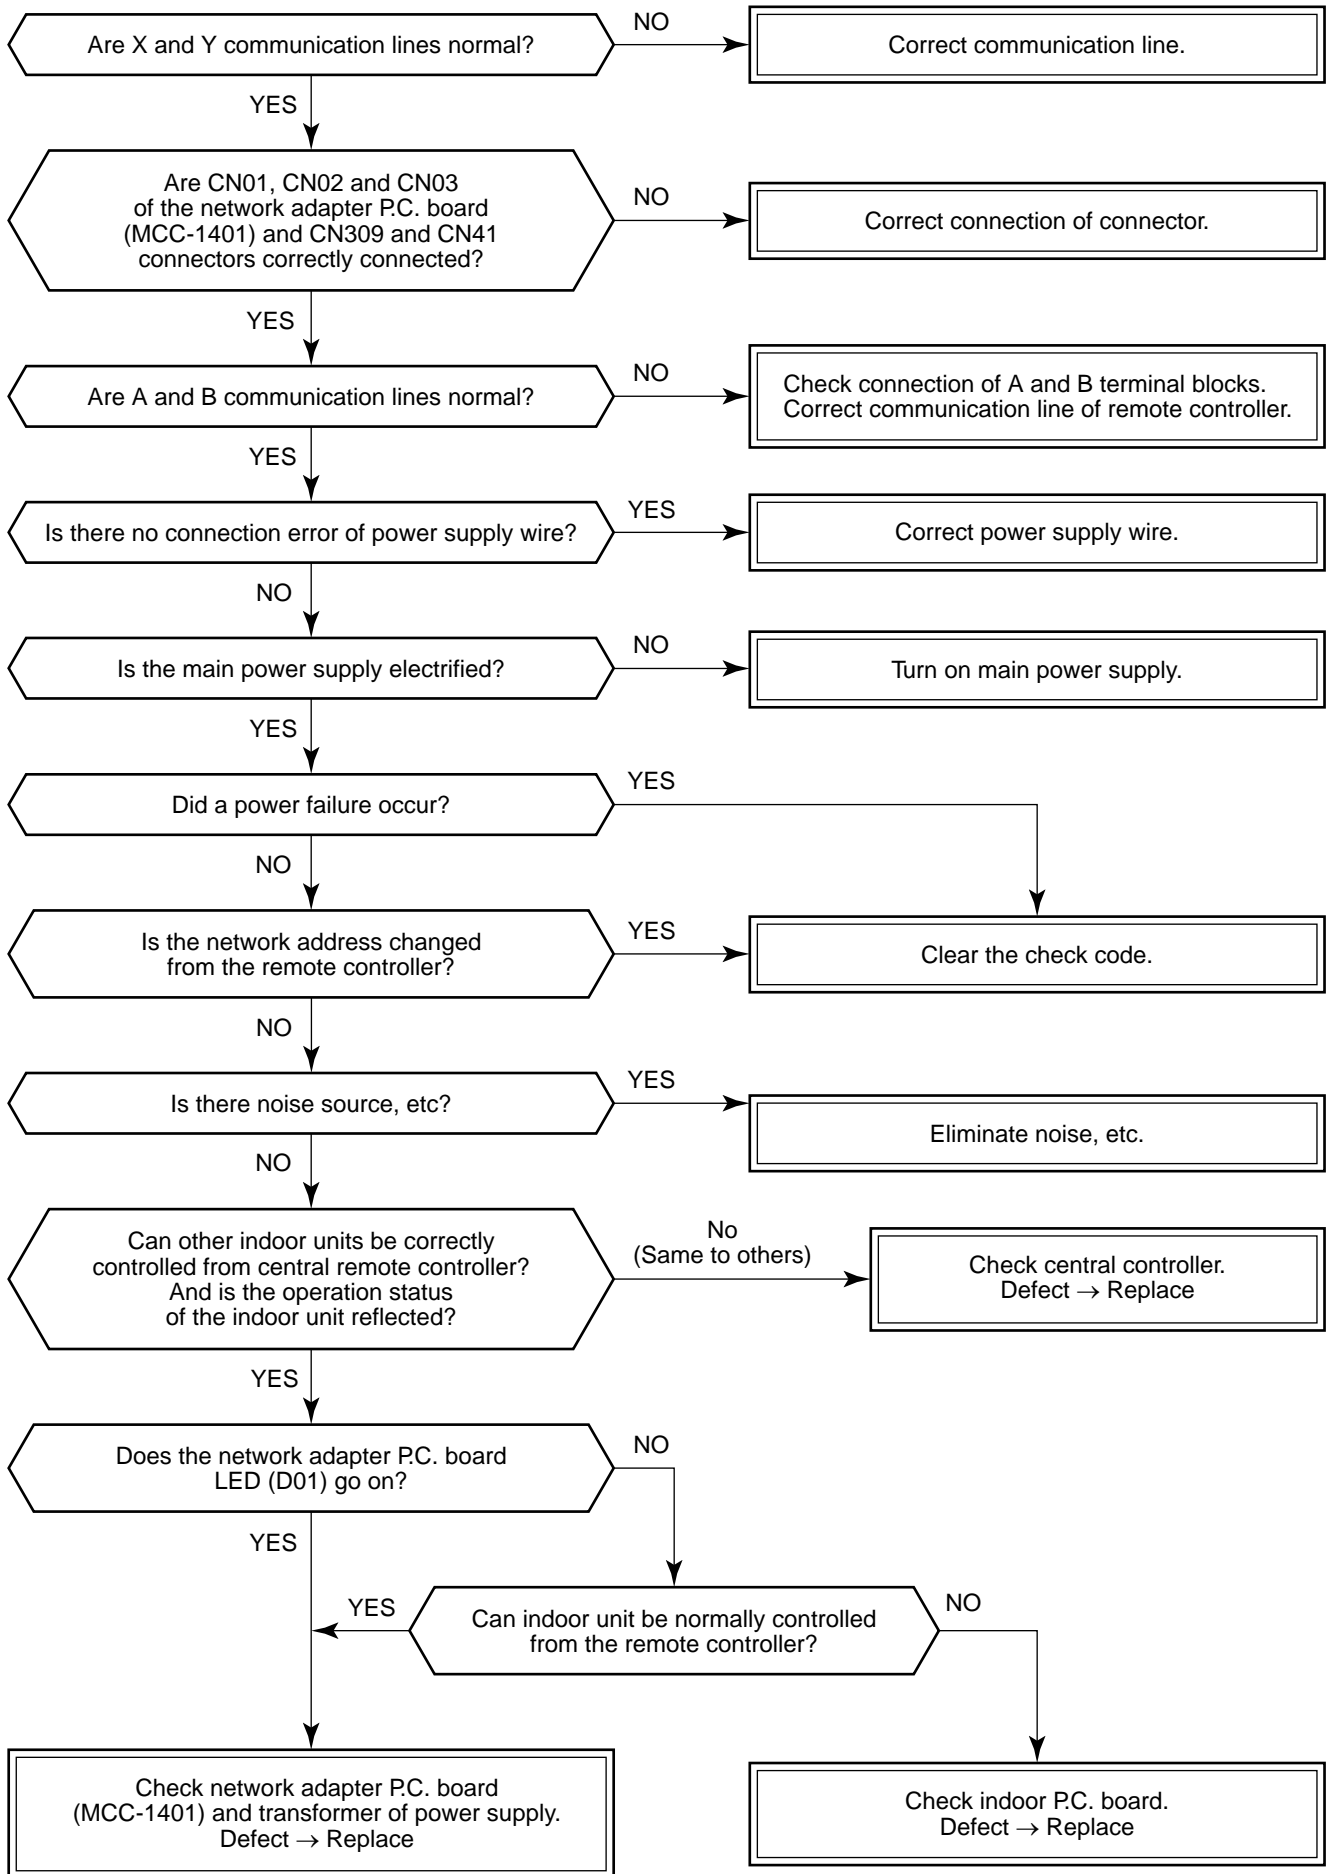 Are X and Y communication lines normal?
NO
Correct communication line.
YES
Are CN01, CN02 and CN03
of the network adapter P.C. board
(MCC-1401) and CN309 and CN41
connectors correctly connected?
NO
Correct connection of connector.
YES
Are A and B communication lines normal?
NO
Check connection of A and B terminal blocks.
Correct communication line of remote controller.
YES
Is there no connection error of power supply wire?
YES
Correct power supply wire.
NO
Is the main power supply electrified?
NO
Turn on main power supply.
YES
Did a power failure occur?
YES
NO
Is the network address changed
from the remote controller?
YES
Clear the check code.
NO
Is there noise source, etc?
YES
Eliminate noise, etc.
NO
Can other indoor units be correctly
controlled from central remote controller?
And is the operation status
of the indoor unit reflected?
No
(Same to others)
Check central controller.
Defect → Replace
YES
Does the network adapter P.C. board
LED (D01) go on?
NO
YES
Can indoor unit be normally controlled
from the remote controller?
YES
NO
Check network adapter P.C. board
(MCC-1401) and transformer of power supply.
Defect → Replace
Check indoor P.C. board.
Defect → Replace